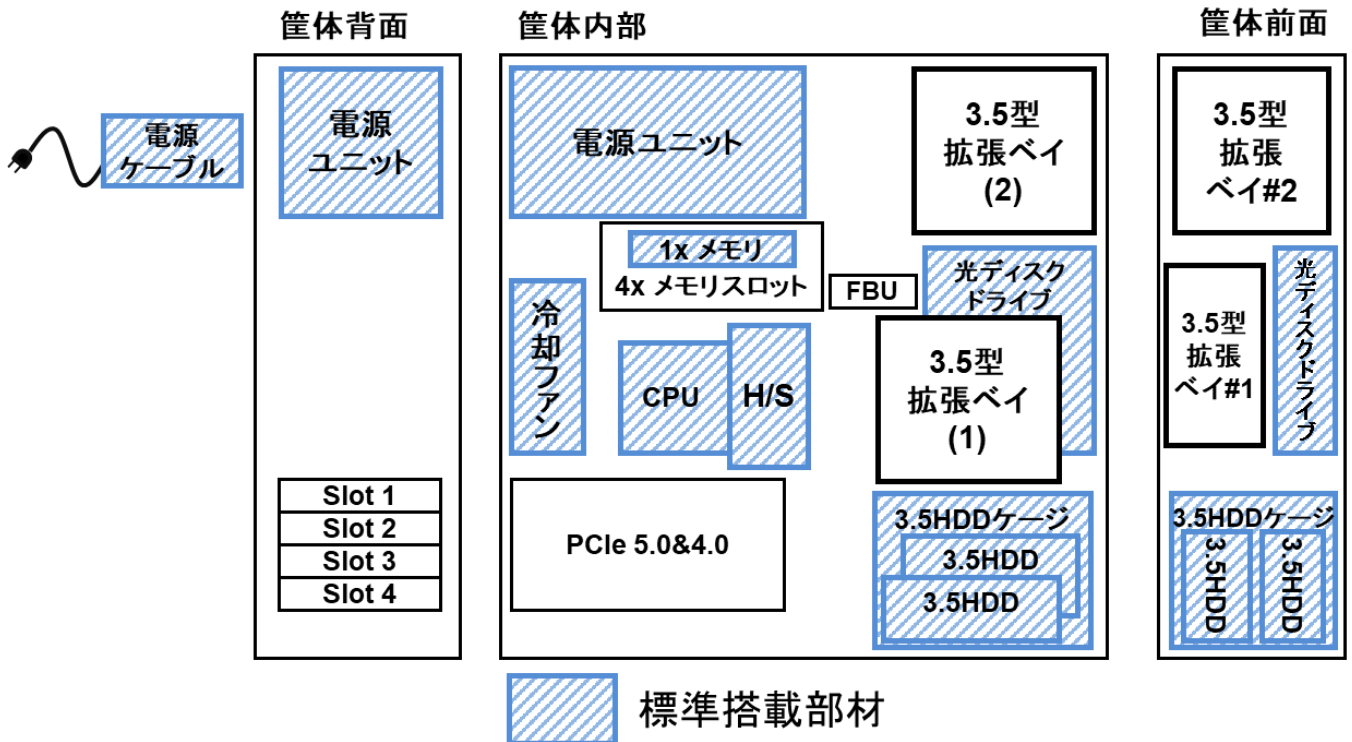 筐体背面
筐体内部
筐体前面
電源
ケーブル
電源
ユニット
Slot 1
Slot 2
Slot 3
Slot 4
電源ユニット
3.5型
拡張ベイ
(2)
1x メモリ
4x メモリスロット
FBU
光ディスク
ドライブ
冷却ファン
CPU
H/S
3.5型
拡張ベイ
(1)
PCIe 5.0&4.0
3.5HDDケージ
3.5HDD
3.5HDD
3.5型
拡張
ベイ#2
3.5型
拡張
ベイ#1
光ディスクドライブ
3.5HDDケージ
3.5HDD
3.5HDD
標準搭載部材